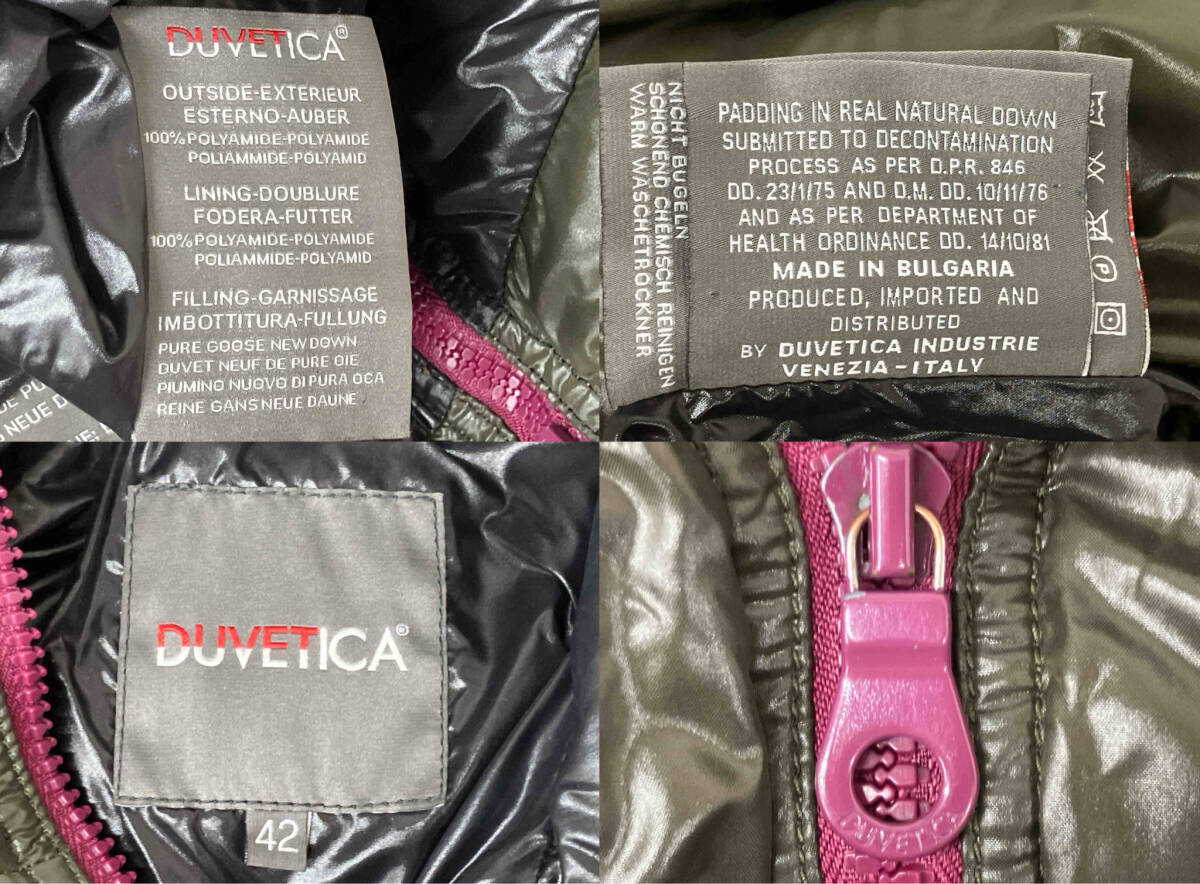 DUVETICA®
OUTSIDE-EXTERIEUR
ESTERNO-AUBER
100%POLYAMIDE-POLYAMIDE
POLIAMMIDE-POLYAMID
LINING-DOUBLURE
FODERA-FUTTER
100%POLYAMIDE-POLYAMIDE
POLIAMMIDE-POLYAMID
FILLING-GARNISSAGE
IMBOTTITURA-FULLUNG
PURE GOOSE NEW DOWN
DUVET NEUF DE PURE OIE
PIUMINO NUOVO DI PURA OCA
REINE GANS NEUE DAUNE
NEUE D
NICHT BUGELN
SCHÖNEND CHEMISCH REINIGEN
WARM WÄSCHETROCKNER
PADDING IN REAL NATURAL DOWN
SUBMITTED TO DECONTAMINATION
PROCESS AS PER D.P.R. 846
DD. 23/1/75 AND D.M. DD. 10/11/76
AND AS PER DEPARTMENT OF
HEALTH ORDINANCE DD. 14/10/81
MADE IN BULGARIA
PRODUCED, IMPORTED AND
DISTRIBUTED
BY DUVETICA INDUSTRIE
VENEZIA-ITALY
DUVETICA®
42